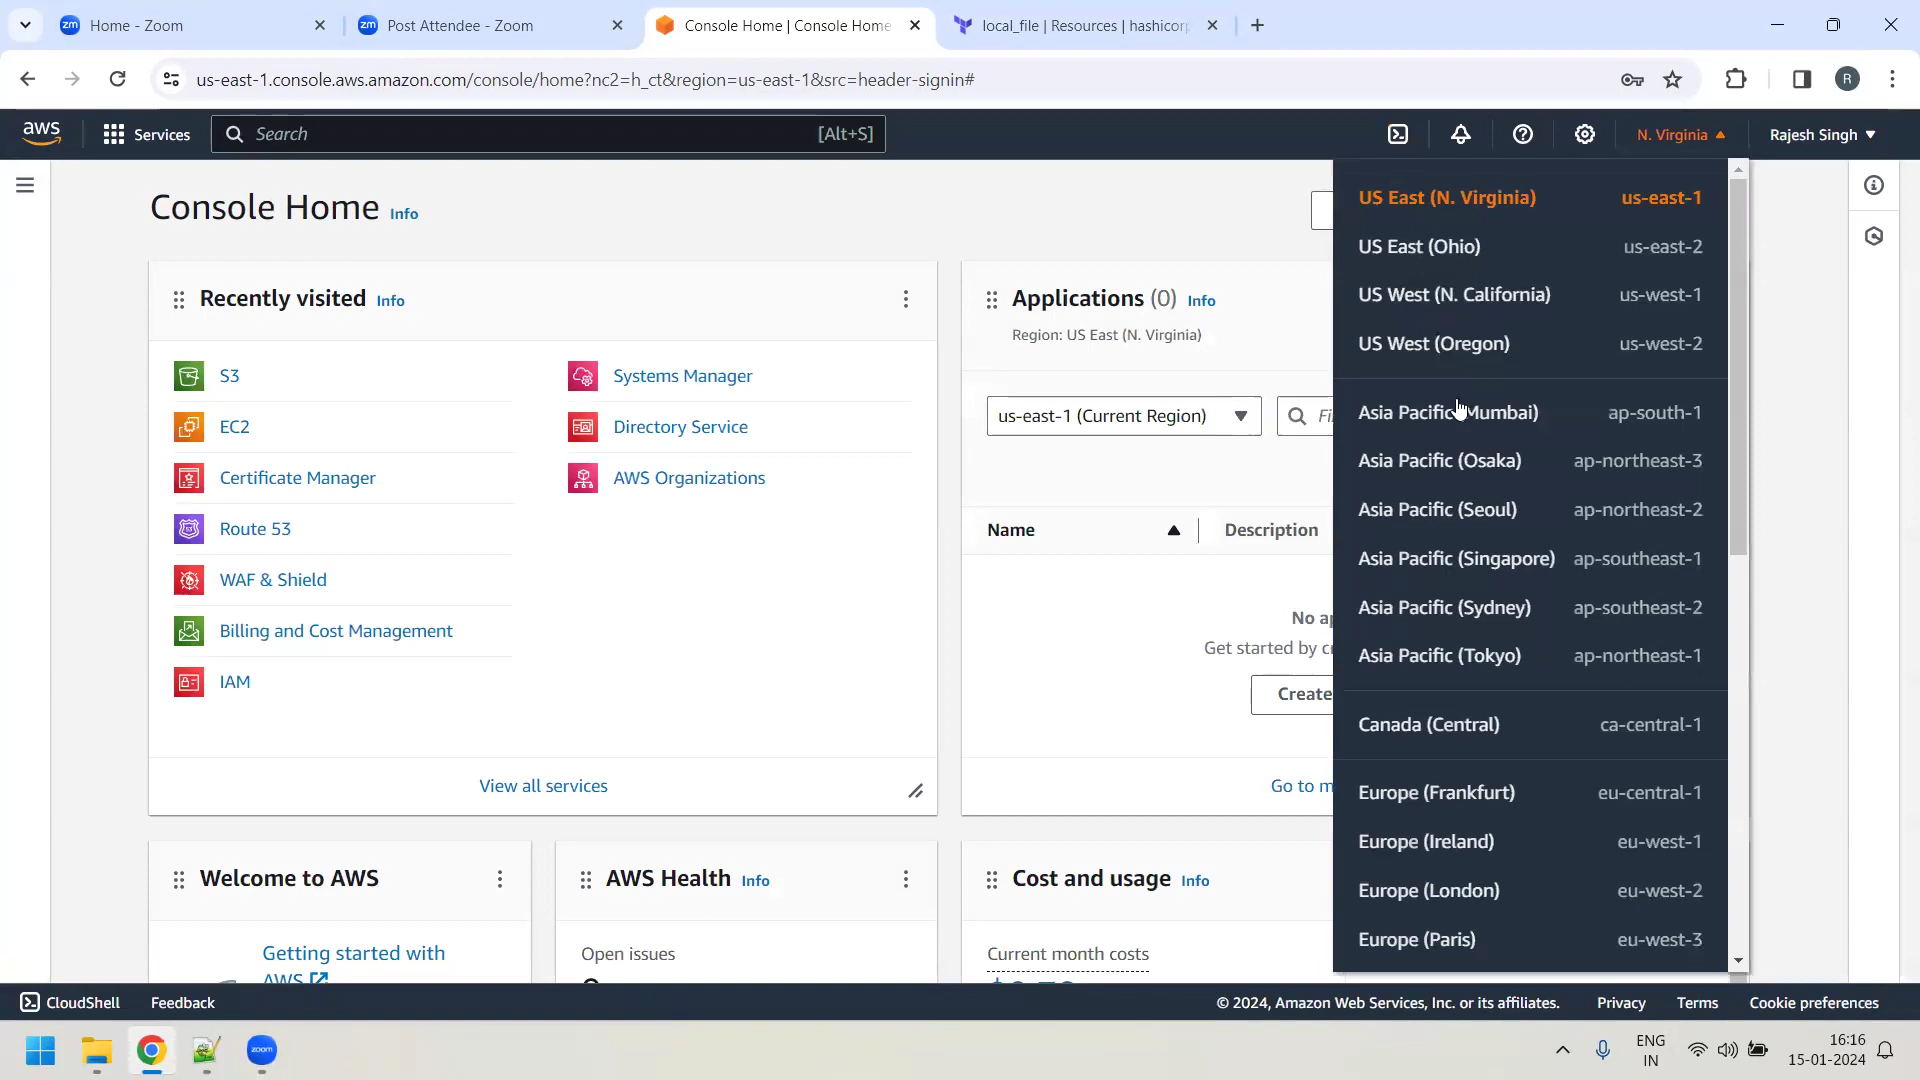 Home - Zoom
Post Attendee - Zoom
Console Home | Console Home
local_file | Resources | hashicorp
us-east-1.console.aws.amazon.com/console/home?nc2=h_ct&region=us-east-1&src=header-signin#
R
aws
Services
Search
[Alt+S]
N. Virginia
Rajesh Singh
Console Home Info
Recently visited Info
S3
EC2
Certificate Manager
Route 53
WAF & Shield
Billing and Cost Management
IAM
Systems Manager
Directory Service
AWS Organizations
View all services
Applications (0) Info
Region: US East (N. Virginia)
us-east-1 (Current Region)
Name
Description
Get started by
Create
Go to
US East (N. Virginia) us-east-1
US East (Ohio) us-east-2
US West (N. California) us-west-1
US West (Oregon) us-west-2
Asia Pacific (Mumbai) ap-south-1
Asia Pacific (Osaka) ap-northeast-3
Asia Pacific (Seoul) ap-northeast-2
Asia Pacific (Singapore) ap-southeast-1
Asia Pacific (Sydney) ap-southeast-2
Asia Pacific (Tokyo) ap-northeast-1
Canada (Central) ca-central-1
Europe (Frankfurt) eu-central-1
Europe (Ireland) eu-west-1
Europe (London) eu-west-2
Europe (Paris) eu-west-3
Welcome to AWS
Getting started with
AWS
AWS Health Info
Open issues
Cost and usage Info
Current month costs
CloudShell
Feedback
© 2024, Amazon Web Services, Inc. or its affiliates.
Privacy
Terms
Cookie preferences
zoom
ENG
IN
16:16
15-01-2024